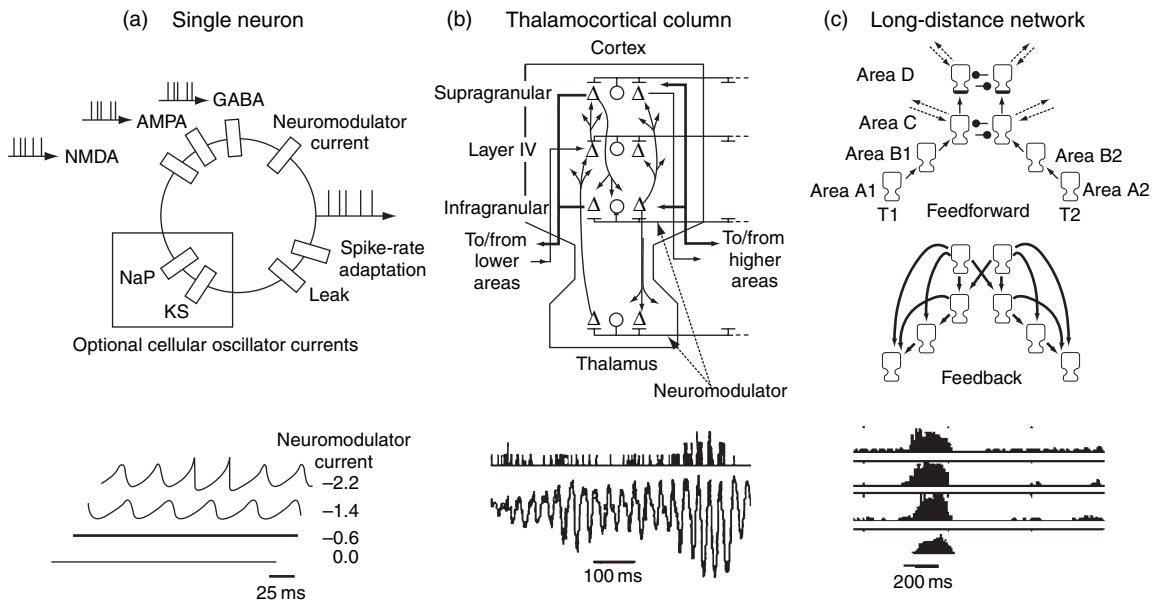 (a) Single neuron
GABA
AMPA
NMDA
Neuromodulator
current
Spike-rate
adaptation
Leak
NaP
KS
Optional cellular oscillator currents
Neuromodulator
current
–2.2
–1.4
–0.6
0.0
25 ms
(b) Thalamocortical column
Cortex
Supragranular
Layer IV
Infragranular
To/from
lower
areas
To/from
higher
areas
Thalamus
Neuromodulator
100 ms
(c) Long-distance network
Area D
Area C
Area B1
Area B2
Area A1
Area A2
T1
T2
Feedforward
Feedback
200 ms